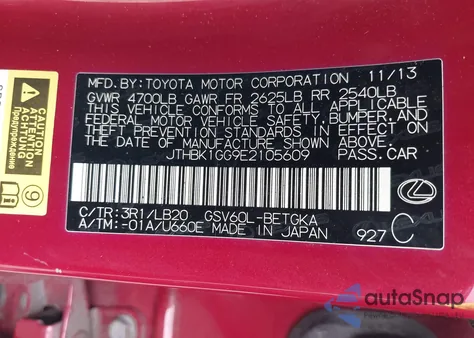 MFD. BY: TOYOTA MOTOR CORPORATION 11/13
GVWR 4700LB GAWR FR 2625LB RR 2540LB
THIS VEHICLE CONFORMS TO ALL APPLICABLE
FEDERAL MOTOR VEHICLE SAFETY, BUMPER, AND
THEFT PREVENTION STANDARDS IN EFFECT ON
THE DATE OF MANUFACTURE SHOWN ABOVE.
JTHBK1GG9E2105609 PASS.CAR
C/TR: 3R1/LB20 GSV60L-BETGKA
A/TM: -01A/U660E MADE IN JAPAN 927 C
CAUTION
ATTENTION
Предупреждение
9
autoSnap